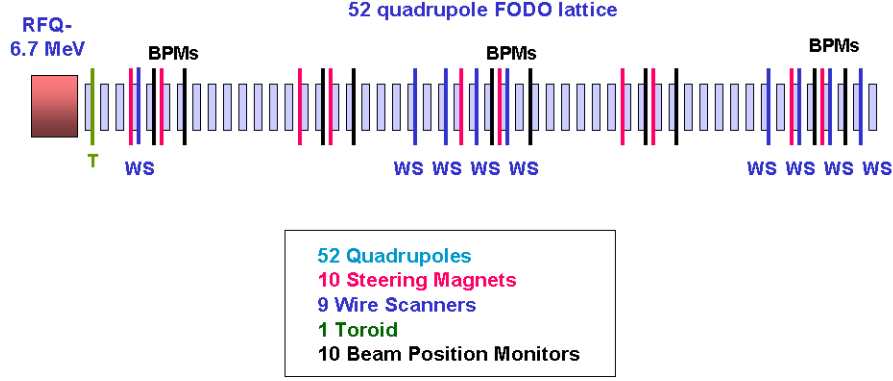 52 quadrupole FODO lattice
RFQ-
6.7 MeV
BPMs
BPMs
BPMs
T
WS
WS
WS
WS
WS
WS
WS
WS
WS
52 Quadrupoles
10 Steering Magnets
9 Wire Scanners
1 Toroid
10 Beam Position Monitors